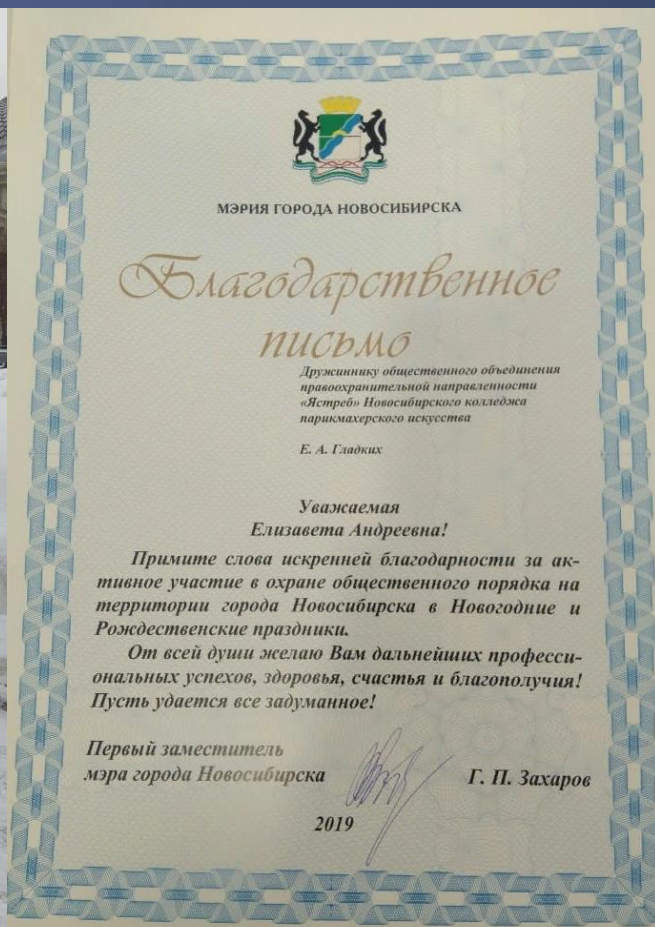 МЭРИЯ ГОРОДА НОВОСИБИРСКА
Благодарственное
письмо
Дружиннику общественного объединения
правоохранительной направленности
«Ястреб» Новосибирского колледжа
парикмахерского искусства
Е. А. Гладких
Уважаемая
Елизавета Андреевна!
Примите слова искренней благодарности за ак-
тивное участие в охране общественного порядка на
территории города Новосибирска в Новогодние и
Рождественские праздники.
От всей души желаю Вам дальнейших професси-
ональных успехов, здоровья, счастья и благополучия!
Пусть удается все задуманное!
Первый заместитель
мэра города Новосибирска
Г. П. Захаров
2019